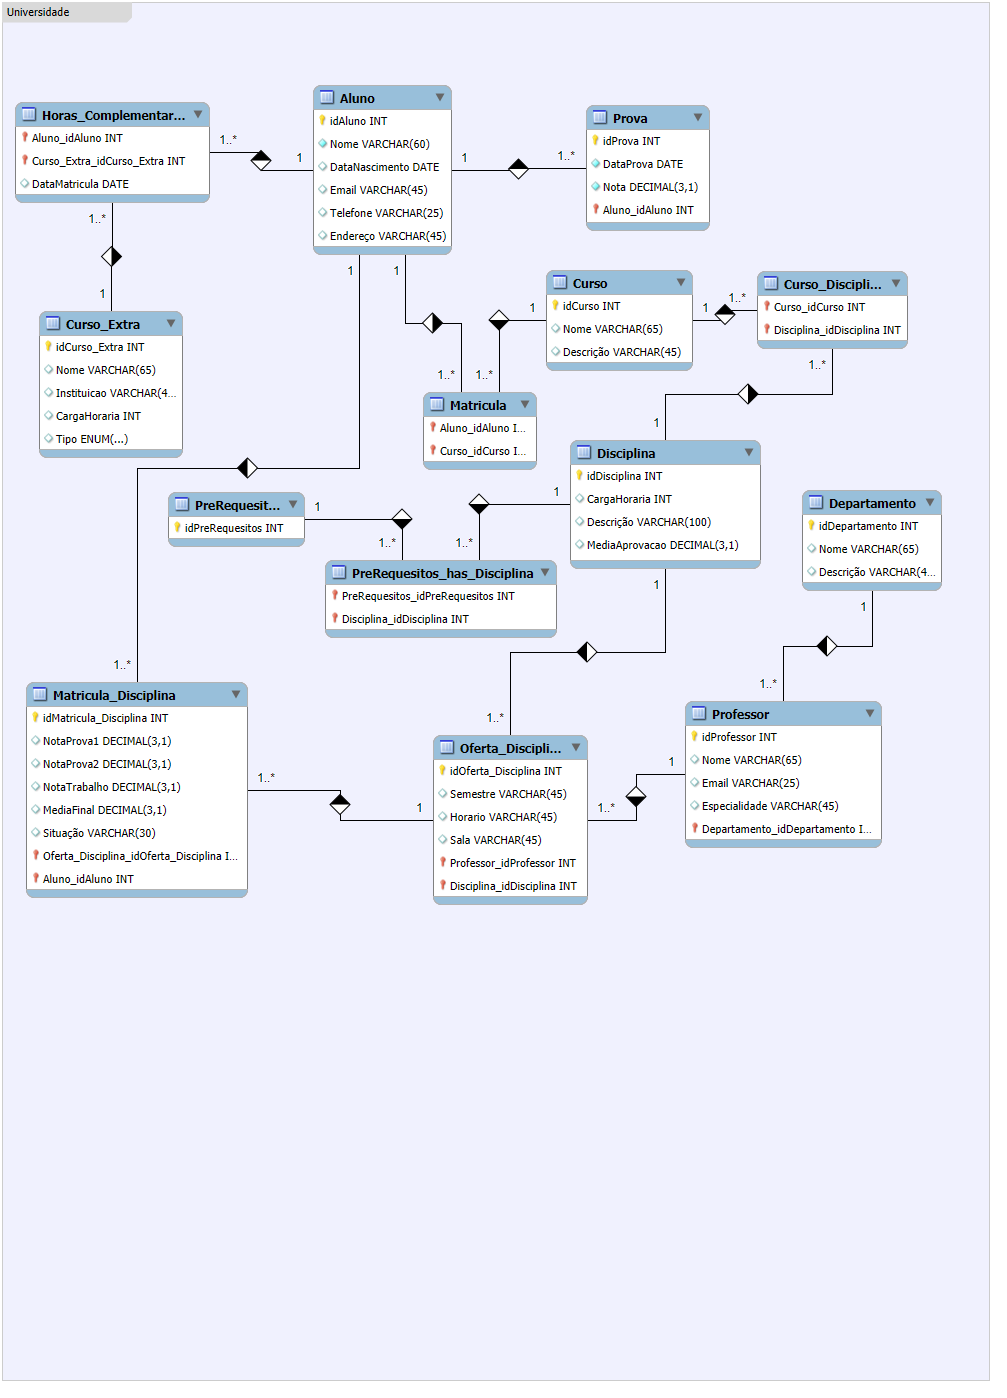 Universidade
Horas_Complementar...
Aluno_idAluno INT
Curso_Extra_idCurso_Extra INT
DataMatricula DATE
1..*
1
Aluno
idAluno INT
Nome VARCHAR(60)
DataNascimento DATE
Email VARCHAR(45)
Telefone VARCHAR(25)
Endereço VARCHAR(45)
1
1..*
Prova
idProva INT
DataProva DATE
Nota DECIMAL(3,1)
Aluno_idAluno INT
1..*
1
Curso_Extra
idCurso_Extra INT
Nome VARCHAR(65)
Instituicao VARCHAR(4...
CargaHoraria INT
Tipo ENUM(...)
1
1
1..*
1..*
1
Curso
idCurso INT
Nome VARCHAR(65)
Descrição VARCHAR(45)
1
1..*
Curso_Discipli...
Curso_idCurso INT
Disciplina_idDisciplina INT
1..*
1
Matricula
Aluno_idAluno I...
Curso_idCurso I...
Disciplina
idDisciplina INT
CargaHoraria INT
Descrição VARCHAR(100)
MediaAprovacao DECIMAL(3,1)
1
1..*
PreRequesit...
idPreRequesitos INT
1
1..*
PreRequesitos_has_Disciplina
PreRequesitos_idPreRequesitos INT
Disciplina_idDisciplina INT
Departamento
idDepartamento INT
Nome VARCHAR(65)
Descrição VARCHAR(4...
1
1..*
1
1..*
1..*
Matricula_Disciplina
idMatricula_Disciplina INT
NotaProva1 DECIMAL(3,1)
NotaProva2 DECIMAL(3,1)
NotaTrabalho DECIMAL(3,1)
MediaFinal DECIMAL(3,1)
Situação VARCHAR(30)
Oferta_Disciplina_idOferta_Disciplina I...
Aluno_idAluno INT
1..*
1
Oferta_Discipli...
idOferta_Disciplina INT
Semestre VARCHAR(45)
Horario VARCHAR(45)
Sala VARCHAR(45)
Professor_idProfessor INT
Disciplina_idDisciplina INT
1..*
1
Professor
idProfessor INT
Nome VARCHAR(65)
Email VARCHAR(25)
Especialidade VARCHAR(45)
Departamento_idDepartamento I...